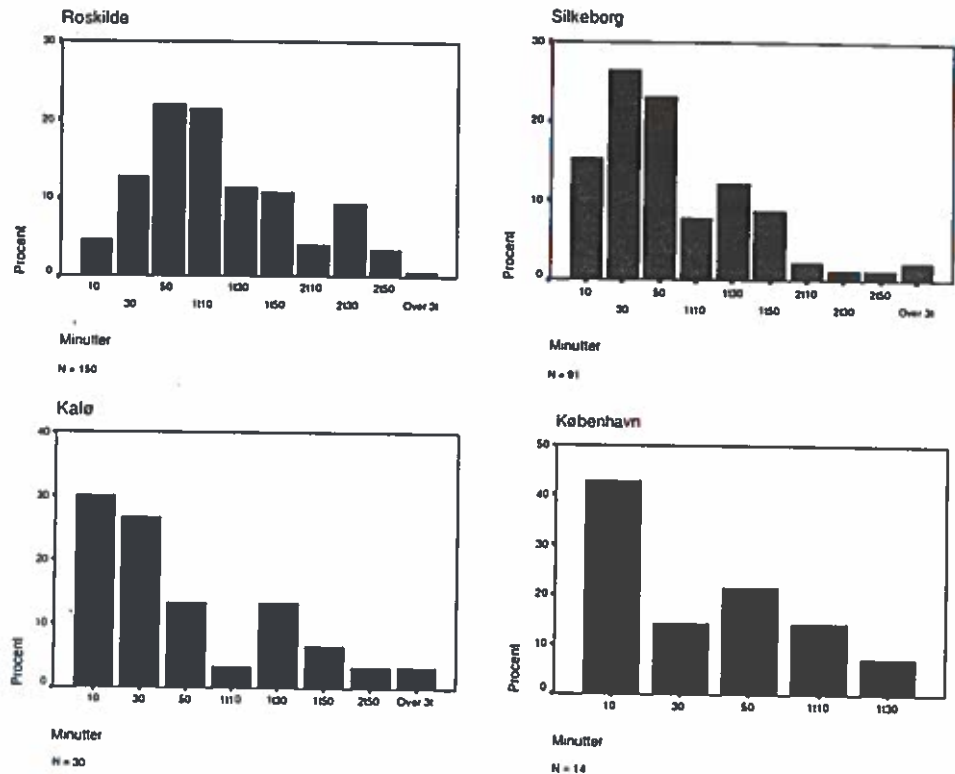 Roskilde
30
20
10
0
Procent
10 30 50 1t10 1t30 1t50 2t10 2t30 2t50 Over 3t
Minutter
N = 150
Silkeborg
30
20
10
0
Procent
10 30 50 1t10 1t30 1t50 2t10 2t30 2t50 Over 3t
Minutter
N = 91
Kalø
40
30
20
10
0
Procent
10 30 50 1t10 1t30 1t50 2t50 Over 3t
Minutter
N = 30
København
50
40
30
20
10
0
Procent
10 30 50 1t10 1t30
Minutter
N = 14